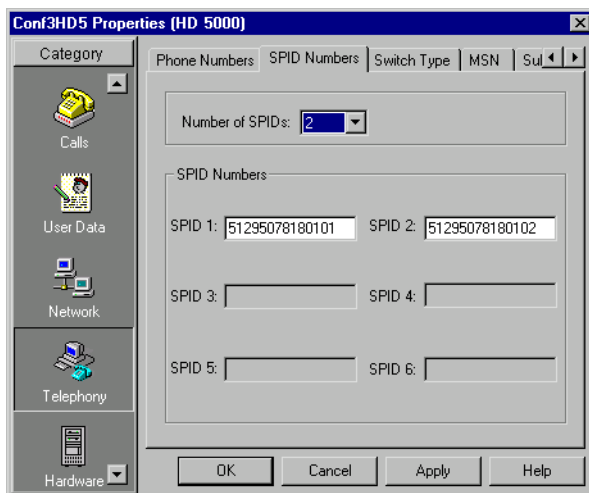 Conf3HD5 Properties (HD 5000)
Category
Calls
User Data
Network
Telephony
Hardware
Phone Numbers SPID Numbers Switch Type MSN Sul
Number of SPIDs: 2
SPID Numbers
SPID 1: 51295078180101 SPID 2: 51295078180102
SPID 3: SPID 4:
SPID 5: SPID 6:
OK Cancel Apply Help